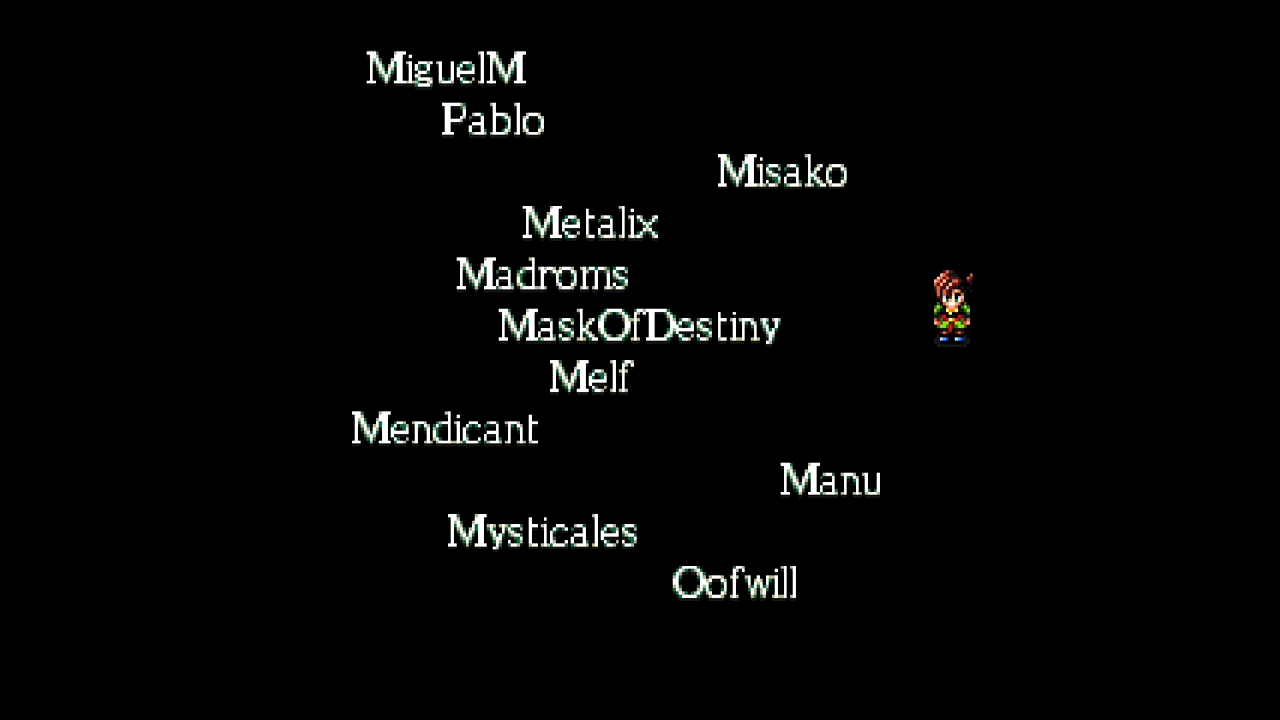 MiguelM
Pablo
Misako
Metalix
Madroms
MaskOfDestiny
Melf
Mendicant
Manu
Mysticales
Oofwill